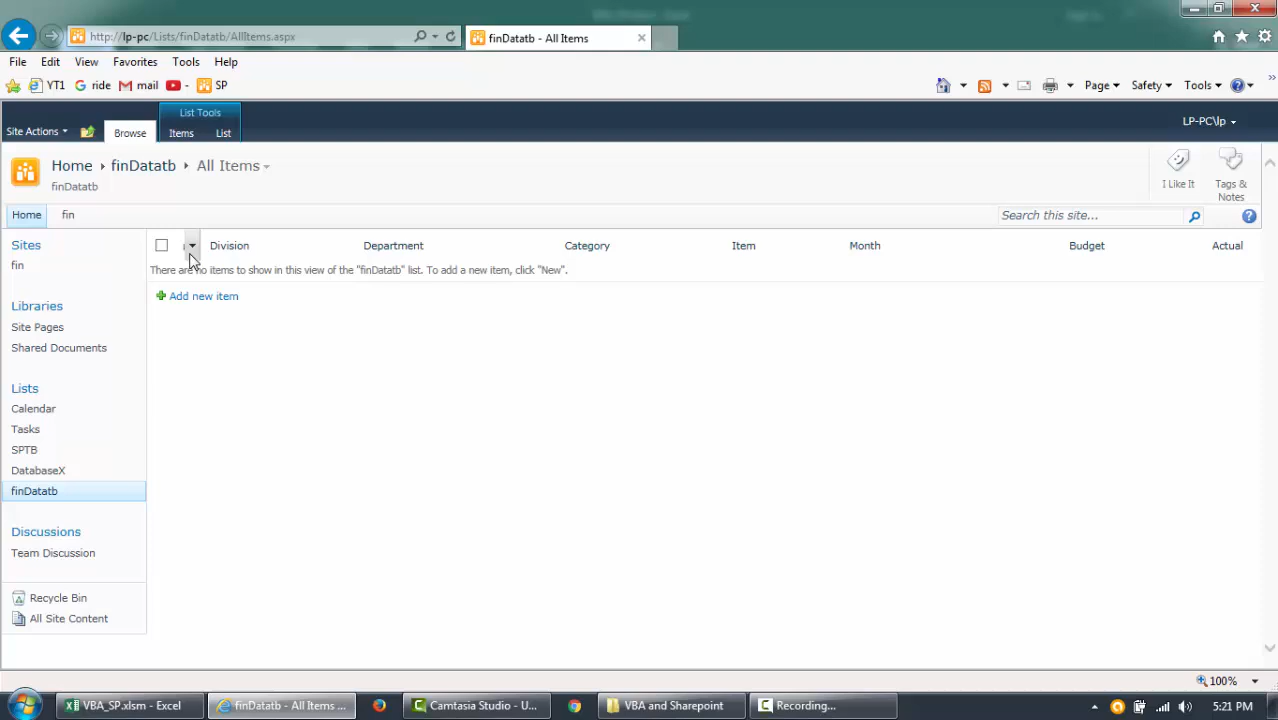 http://lp-pc/Lists/finDatatb/AllItems.aspx
finDatatb - All Items
File Edit View Favorites Tools Help
YT1 ride mail SP
Page Safety Tools
List Tools
Site Actions Browse Items List
LP-PC\lp
Home finDatatb All Items
finDatatb
I Like It
Tags & Notes
Home fin
Search this site...
Sites
fin
Libraries
Site Pages
Shared Documents
Lists
Calendar
Tasks
SPTB
DatabaseX
finDatatb
Discussions
Team Discussion
Recycle Bin
All Site Content
Division Department Category Item Month Budget Actual
There are no items to show in this view of the "finDatatb" list. To add a new item, click "New".
Add new item
100%
VBA_SP.xlsm - Excel
finDatatb - All Items ...
Camtasia Studio - U...
VBA and Sharepoint
Recording...
5:21 PM